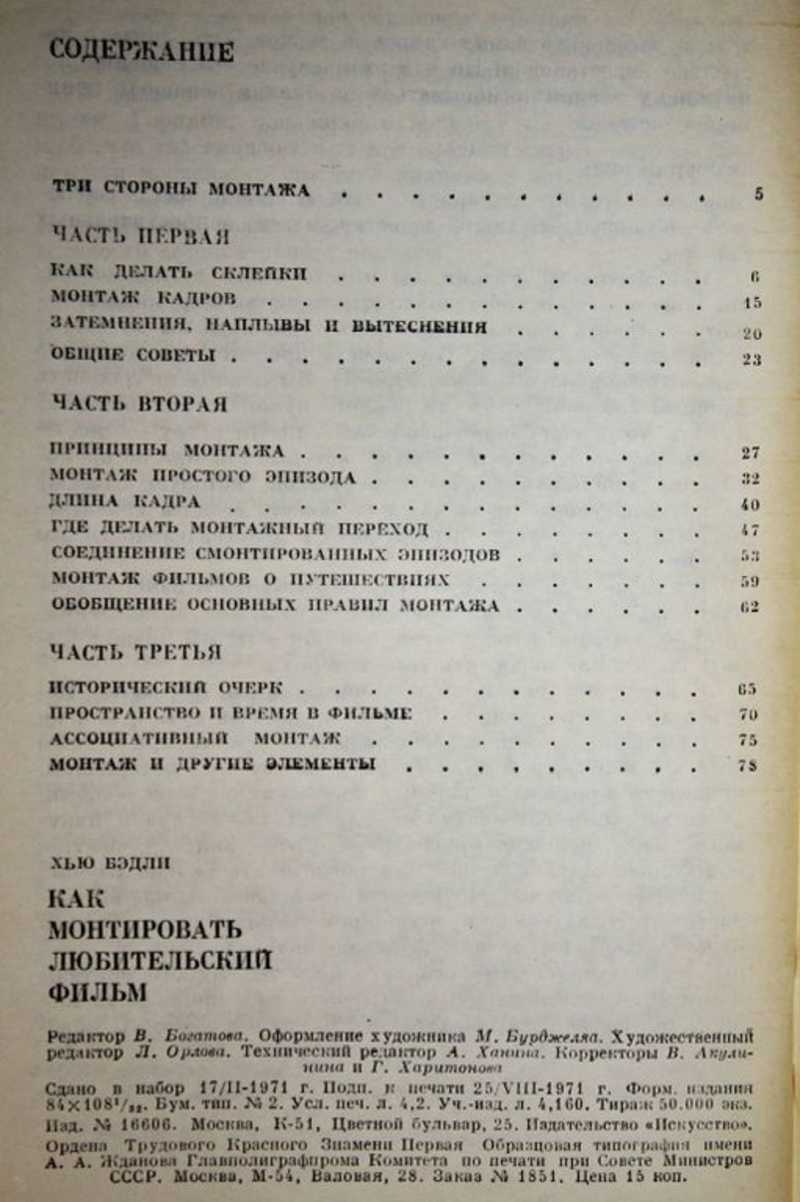 СОДЕРЖАНИЕ
ТРИ СТОРОНЫ МОНТАЖА . . . . . . . . . . . 5
ЧАСТЬ ПЕРВАЯ
КАК ДЕЛАТЬ СКЛЕЙКИ . . . . . . . . . . . 6
МОНТАЖ КАДРОВ . . . . . . . . . . . . . 15
ЗАТЕМНЕНИЯ, НАПЛЫВЫ И ВЫТЕСНЕНИЯ . . . . . . 20
ОБЩИЕ СОВЕТЫ . . . . . . . . . . . . . . 23
ЧАСТЬ ВТОРАЯ
ПРИНЦИПЫ МОНТАЖА . . . . . . . . . . . . 27
МОНТАЖ ПРОСТОГО ЭПИЗОДА . . . . . . . . . . 32
ДЛИНА КАДРА . . . . . . . . . . . . . . 40
ГДЕ ДЕЛАТЬ МОНТАЖНЫЙ ПЕРЕХОД . . . . . . . . 47
СОЕДИНЕНИЕ СМОНТИРОВАННЫХ ЭПИЗОДОВ . . . . . . 53
МОНТАЖ ФИЛЬМОВ О ПУТЕШЕСТВИЯХ . . . . . . . 59
ОБОБЩЕНИЕ ОСНОВНЫХ ПРАВИЛ МОНТАЖА . . . . . . 62
ЧАСТЬ ТРЕТЬЯ
ИСТОРИЧЕСКИЙ ОЧЕРК . . . . . . . . . . . . 65
ПРОСТРАНСТВО И ВРЕМЯ В ФИЛЬМЕ . . . . . . . . 70
АССОЦИАТИВНЫЙ МОНТАЖ . . . . . . . . . . 75
МОНТАЖ И ДРУГИЕ ЭЛЕМЕНТЫ . . . . . . . . . 78
ХЬЮ БЭДЛИ
КАК
МОНТИРОВАТЬ
ЛЮБИТЕЛЬСКИЙ
ФИЛЬМ
Редактор В. Богатова. Оформление художника М. Бурджеляа. Художественный
редактор Л. Орлова. Технический редактор А. Ханина. Корректоры В. Акули-
нина и Г. Харитонова
Сдано в набор 17/II-1971 г. Подп. к печати 25/VIII-1971 г. Форм. издания
84×108¹/₃₂. Бум. тип. № 2. Усл. печ. л. 4,2. Уч.-изд. л. 4,160. Тираж 50.000 экз.
Изд. № 16606. Москва, К-51, Цветной бульвар, 25. Издательство «Искусство».
Ордена Трудового Красного Знамени Первая Образцовая типография имени
А. А. Жданова Главполиграфпрома Комитета по печати при Совете Министров
СССР. Москва, М-54, Валовая, 28. Заказ № 1851. Цена 15 коп.